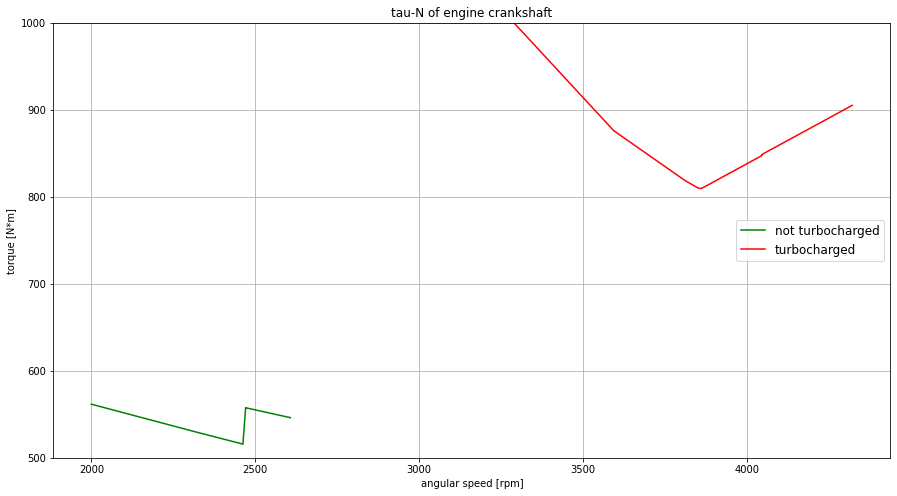 tau-N of engine crankshaft
1000
900
800
700
600
500
torque [N*m]
not turbocharged
turbocharged
2000 2500 3000 3500 4000
angular speed [rpm]